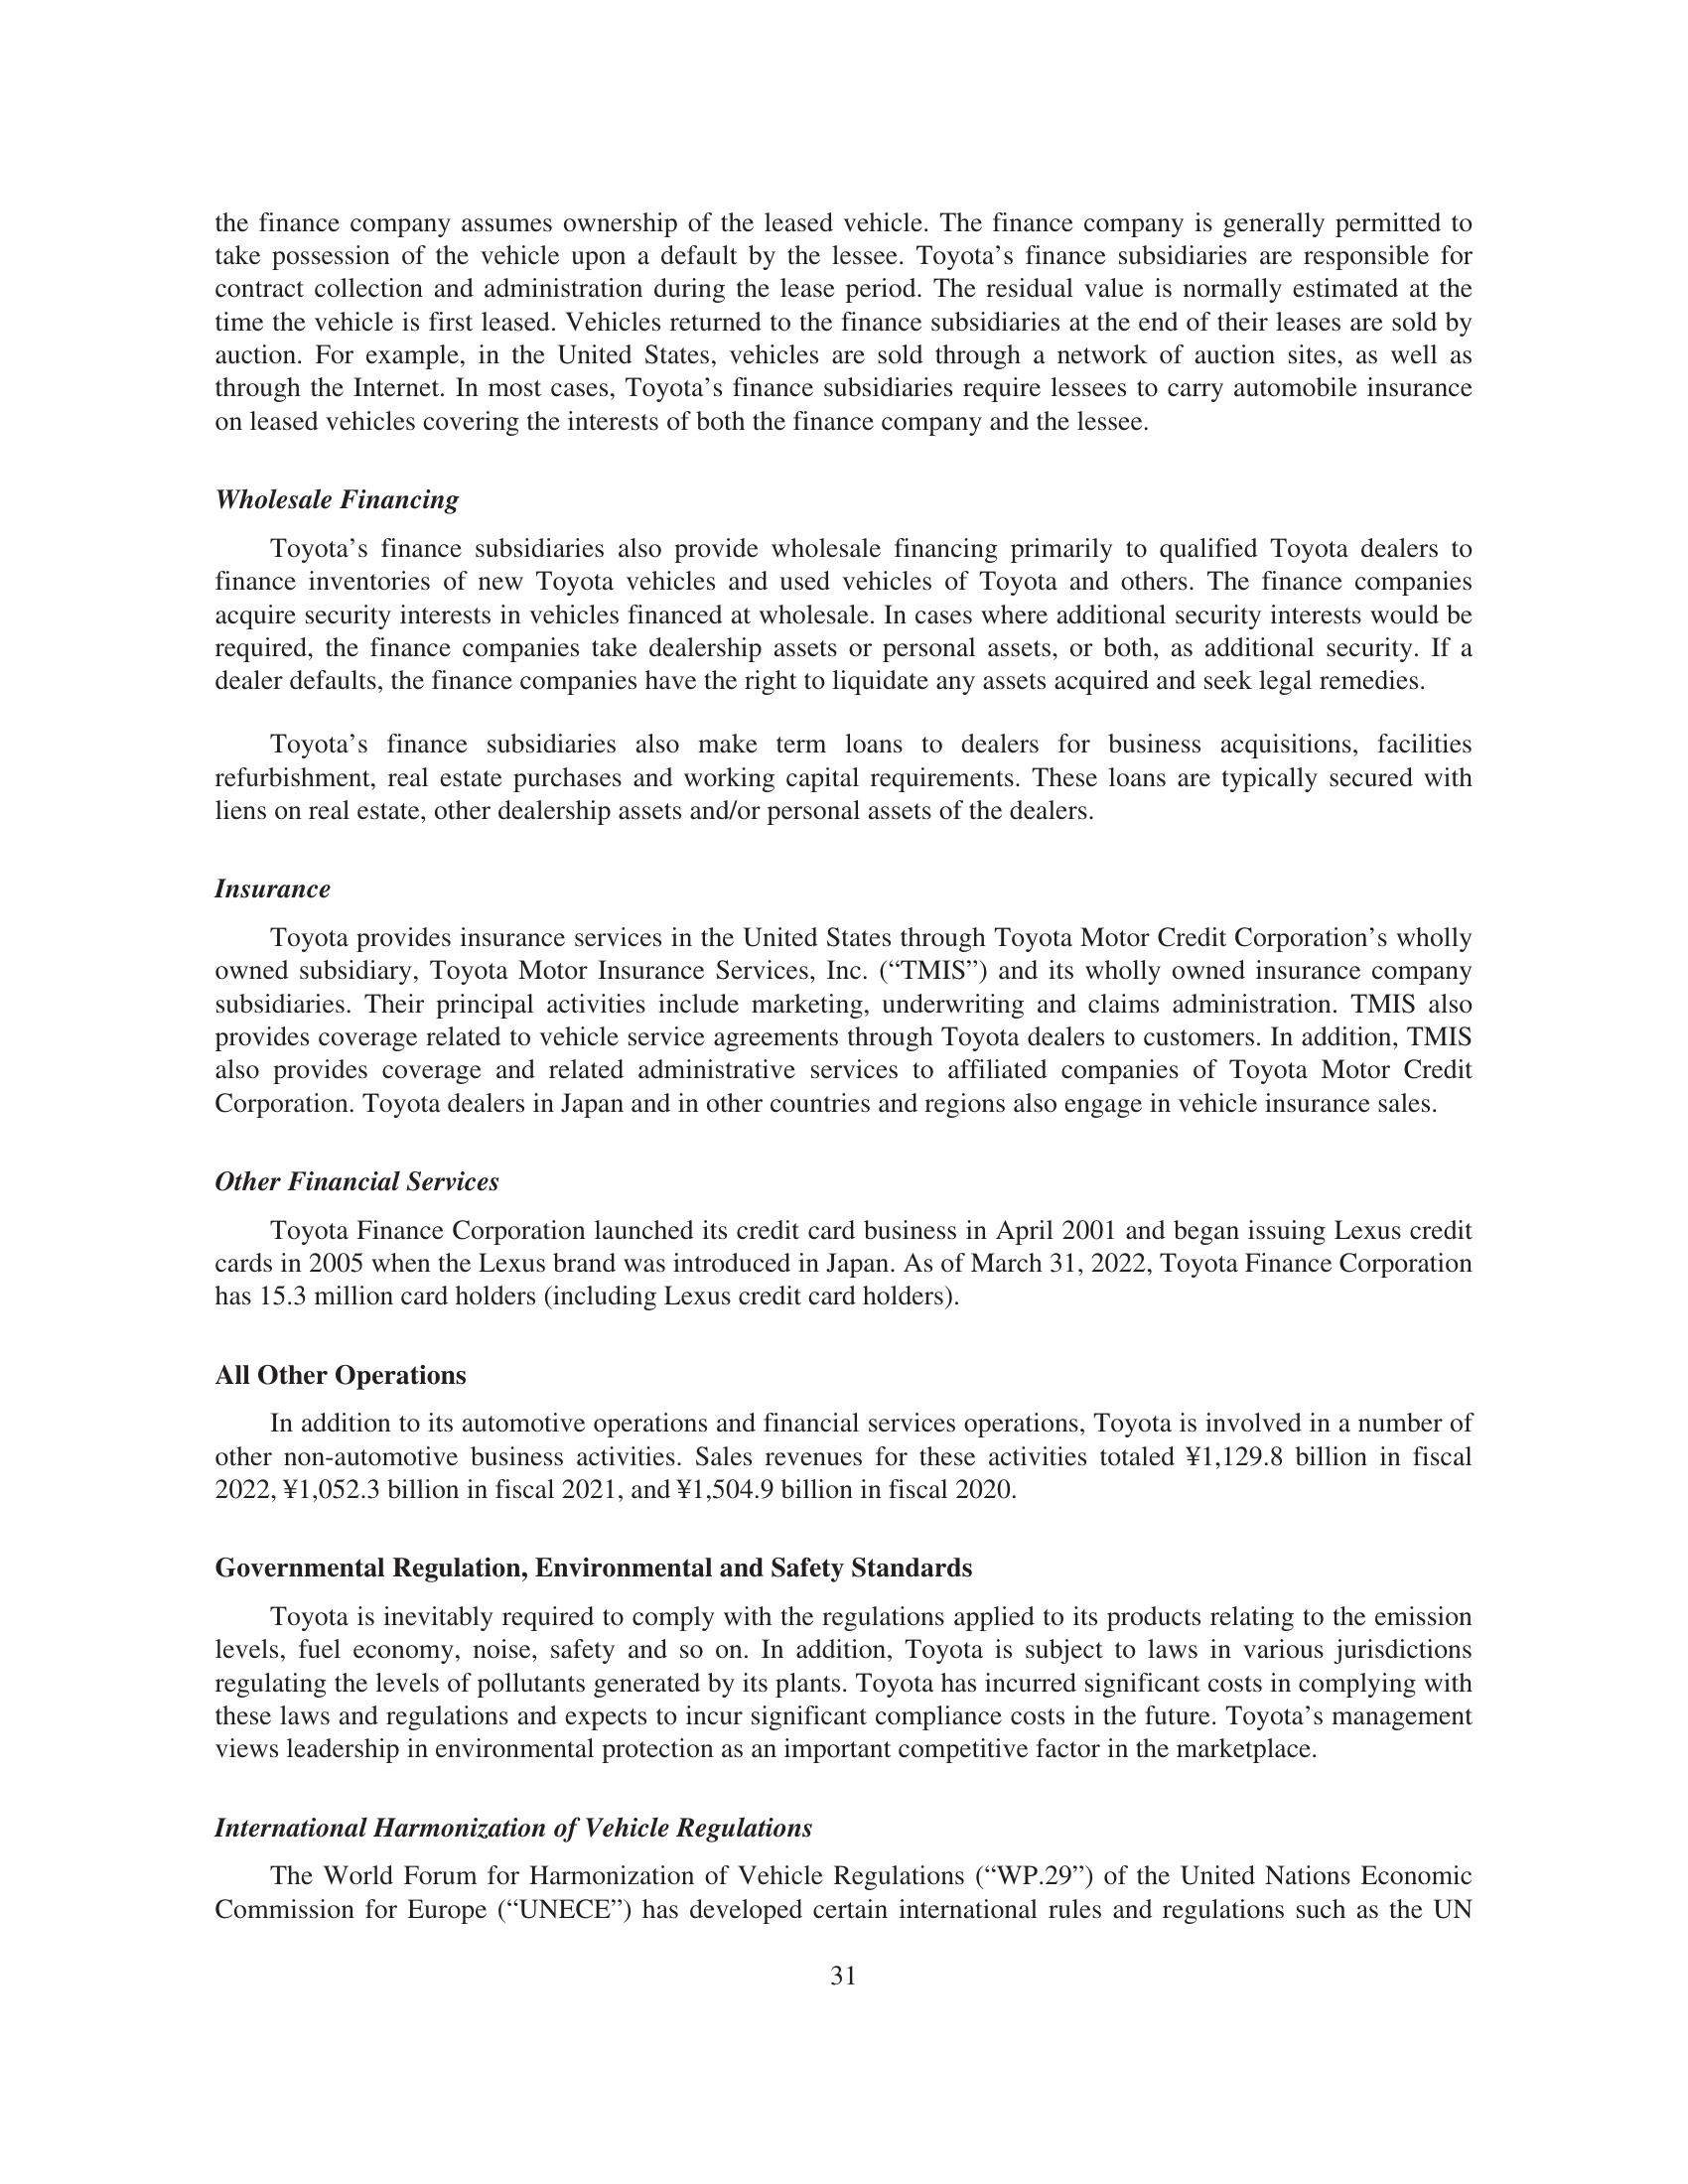 the finance company assumes ownership of the leased vehicle. The finance company is generally permitted to
take possession of the vehicle upon a default by the lessee. Toyota’s finance subsidiaries are responsible for
contract collection and administration during the lease period. The residual value is normally estimated at the
time the vehicle is first leased. Vehicles returned to the finance subsidiaries at the end of their leases are sold by
auction. For example, in the United States, vehicles are sold through a network of auction sites, as well as
through the Internet. In most cases, Toyota’s finance subsidiaries require lessees to carry automobile insurance
on leased vehicles covering the interests of both the finance company and the lessee.
Wholesale Financing
Toyota’s finance subsidiaries also provide wholesale financing primarily to qualified Toyota dealers to
finance inventories of new Toyota vehicles and used vehicles of Toyota and others. The finance companies
acquire security interests in vehicles financed at wholesale. In cases where additional security interests would be
required, the finance companies take dealership assets or personal assets, or both, as additional security. If a
dealer defaults, the finance companies have the right to liquidate any assets acquired and seek legal remedies.
Toyota’s finance subsidiaries also make term loans to dealers for business acquisitions, facilities
refurbishment, real estate purchases and working capital requirements. These loans are typically secured with
liens on real estate, other dealership assets and/or personal assets of the dealers.
Insurance
Toyota provides insurance services in the United States through Toyota Motor Credit Corporation’s wholly
owned subsidiary, Toyota Motor Insurance Services, Inc. (“TMIS”) and its wholly owned insurance company
subsidiaries. Their principal activities include marketing, underwriting and claims administration. TMIS also
provides coverage related to vehicle service agreements through Toyota dealers to customers. In addition, TMIS
also provides coverage and related administrative services to affiliated companies of Toyota Motor Credit
Corporation. Toyota dealers in Japan and in other countries and regions also engage in vehicle insurance sales.
Other Financial Services
Toyota Finance Corporation launched its credit card business in April 2001 and began issuing Lexus credit
cards in 2005 when the Lexus brand was introduced in Japan. As of March 31, 2022, Toyota Finance Corporation
has 15.3 million card holders (including Lexus credit card holders).
All Other Operations
In addition to its automotive operations and financial services operations, Toyota is involved in a number of
other non-automotive business activities. Sales revenues for these activities totaled ¥1,129.8 billion in fiscal
2022, ¥1,052.3 billion in fiscal 2021, and ¥1,504.9 billion in fiscal 2020.
Governmental Regulation, Environmental and Safety Standards
Toyota is inevitably required to comply with the regulations applied to its products relating to the emission
levels, fuel economy, noise, safety and so on. In addition, Toyota is subject to laws in various jurisdictions
regulating the levels of pollutants generated by its plants. Toyota has incurred significant costs in complying with
these laws and regulations and expects to incur significant compliance costs in the future. Toyota’s management
views leadership in environmental protection as an important competitive factor in the marketplace.
International Harmonization of Vehicle Regulations
The World Forum for Harmonization of Vehicle Regulations (“WP.29”) of the United Nations Economic
Commission for Europe (“UNECE”) has developed certain international rules and regulations such as the UN
31